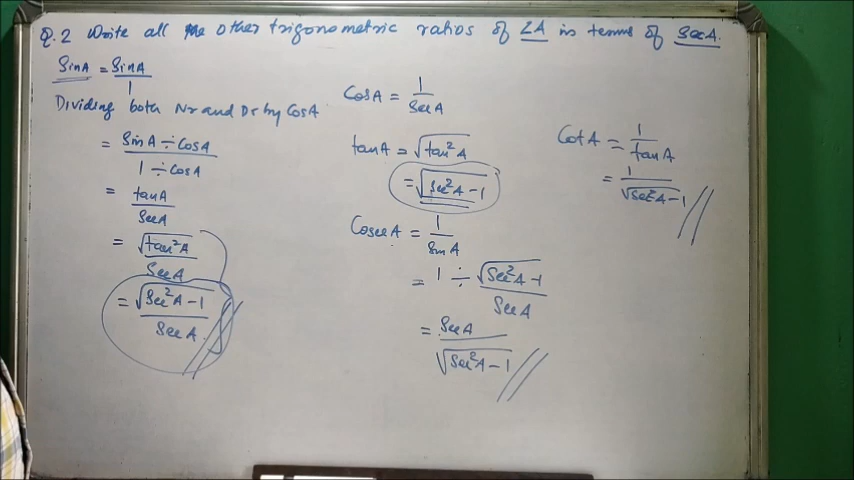 Q.2 Write all the other trigonometric ratios of ∠A in terms of SecA.
SinA = SinA/1
Dividing both Nr and Dr by CosA
= SinA ÷ CosA / 1 ÷ CosA
= tanA / SecA
= √tan²A / SecA
= √Sec²A - 1 / SecA
CosA = 1/SecA
tanA = √tan²A
= √Sec²A - 1
CosecA = 1/SinA
= 1 ÷ √Sec²A - 1 / SecA
= SecA / √Sec²A - 1
CotA = 1/tanA
= 1/√Sec²A - 1